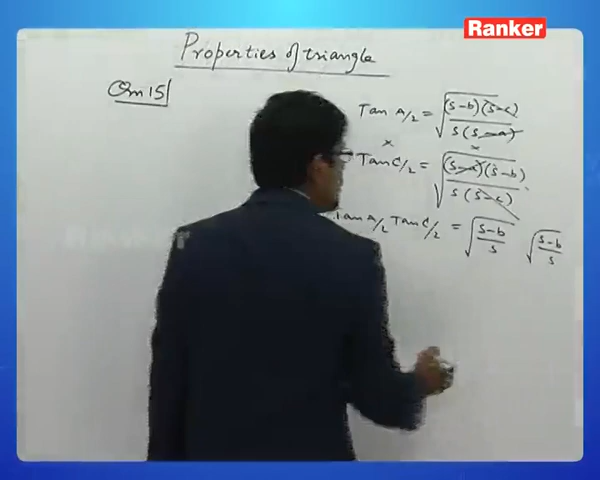 Ranker
Properties of triangle
Qn 15
Tan A/2 = √((s-b)(s-c) / s(s-a))
×
×
Tan C/2 = √((s-a)(s-b) / s(s-c))
Tan A/2 Tan C/2 = √(s-b / s) √(s-b / s)